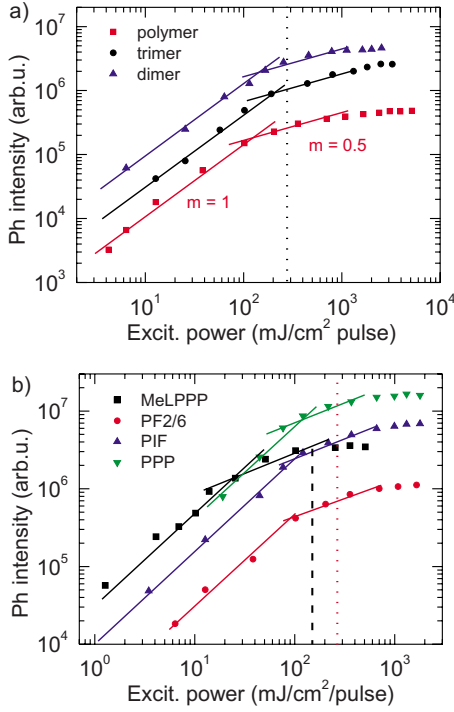 a)
polymer
trimer
dimer
m = 0.5
m = 1
Ph intensity (arb.u.)
10^7
10^6
10^5
10^4
10^3
10^1
10^2
10^3
10^4
Excit. power (mJ/cm^2 pulse)
b)
MeLPPP
PF2/6
PIF
PPP
Ph intensity (arb.u.)
10^7
10^6
10^5
10^4
10^0
10^1
10^2
10^3
Excit. power (mJ/cm^2/pulse)